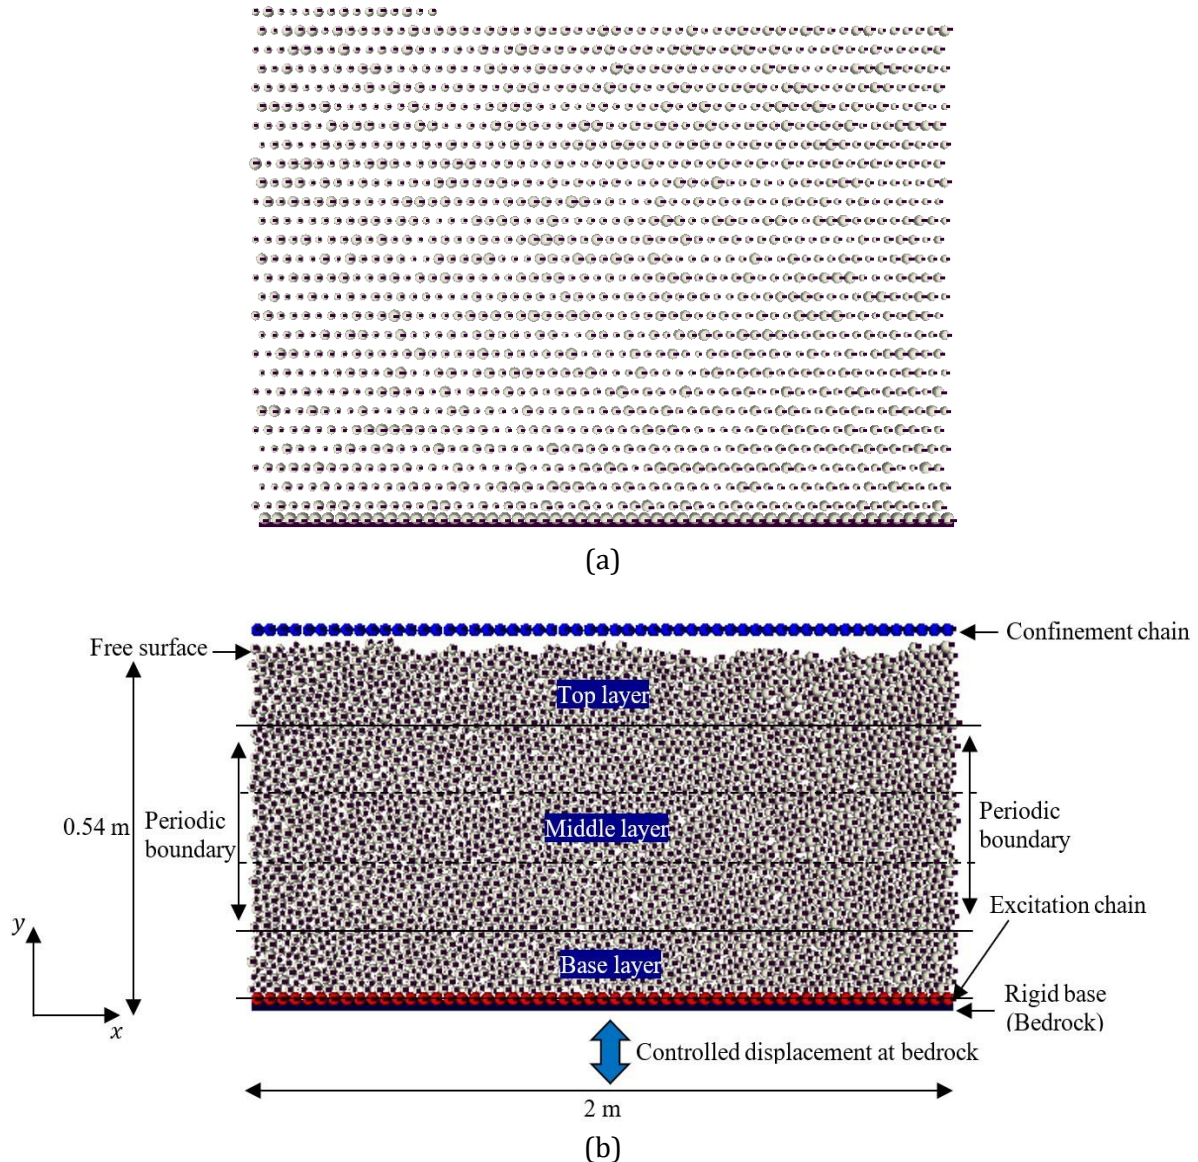 (a)
Confinement chain
Free surface
Top layer
0.54 m
Periodic
boundary
Middle layer
Periodic
boundary
Excitation chain
y
Base layer
Rigid base
(Bedrock)
x
Controlled displacement at bedrock
2 m
(b)